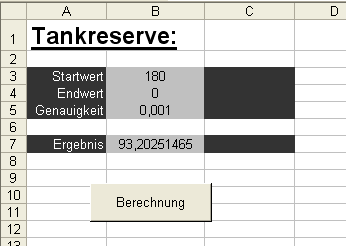 A B C D
1 Tankreserve:
2
3 Startwert 180
4 Endwert 0
5 Genauigkeit 0,001
6
7 Ergebnis 93,20251465
8
9
10
Berechnung
11
12
13